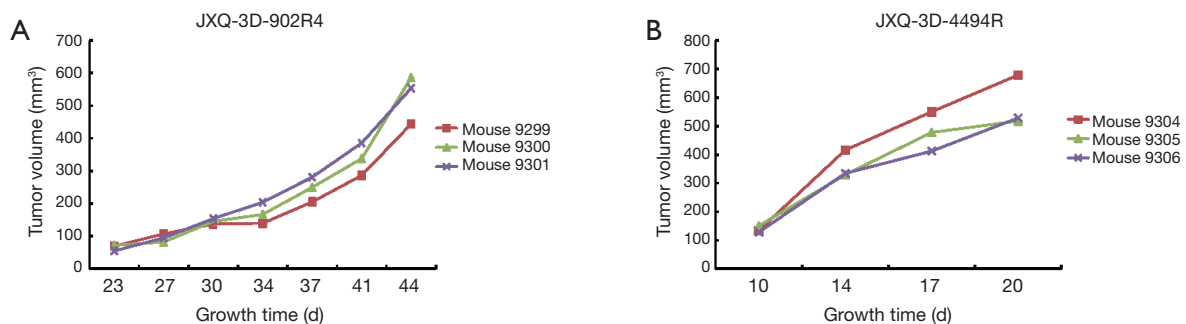 A
JXQ-3D-902R4
Tumor volume (mm³)
700
600
500
400
300
200
100
0
23 27 30 34 37 41 44
Growth time (d)
Mouse 9299
Mouse 9300
Mouse 9301
B
JXQ-3D-4494R
Tumor volume (mm³)
800
700
600
500
400
300
200
100
0
10 14 17 20
Growth time (d)
Mouse 9304
Mouse 9305
Mouse 9306